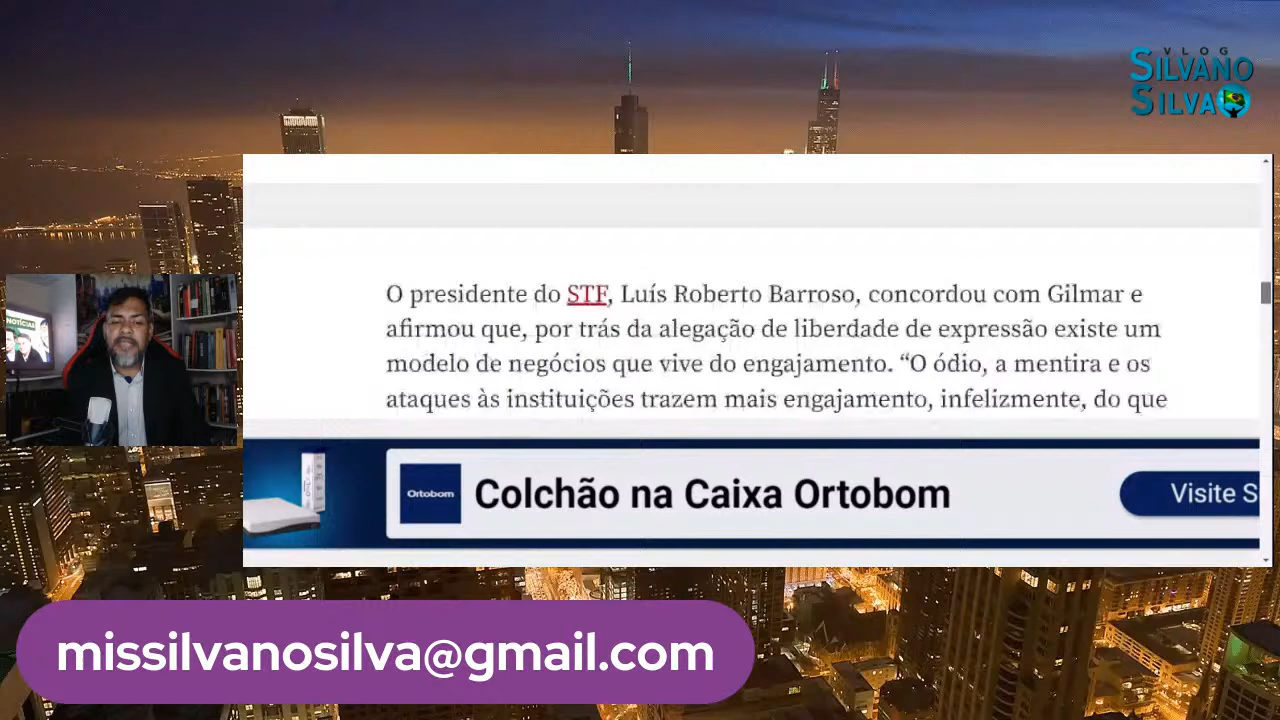 VLOG
SILVANO
SILVA
NOTÍCIAS
O presidente do STF, Luís Roberto Barroso, concordou com Gilmar e
afirmou que, por trás da alegação de liberdade de expressão existe um
modelo de negócios que vive do engajamento. “O ódio, a mentira e os
ataques às instituições trazem mais engajamento, infelizmente, do que
Ortobom
Colchão na Caixa Ortobom
Visite S
missilvanosilva@gmail.com